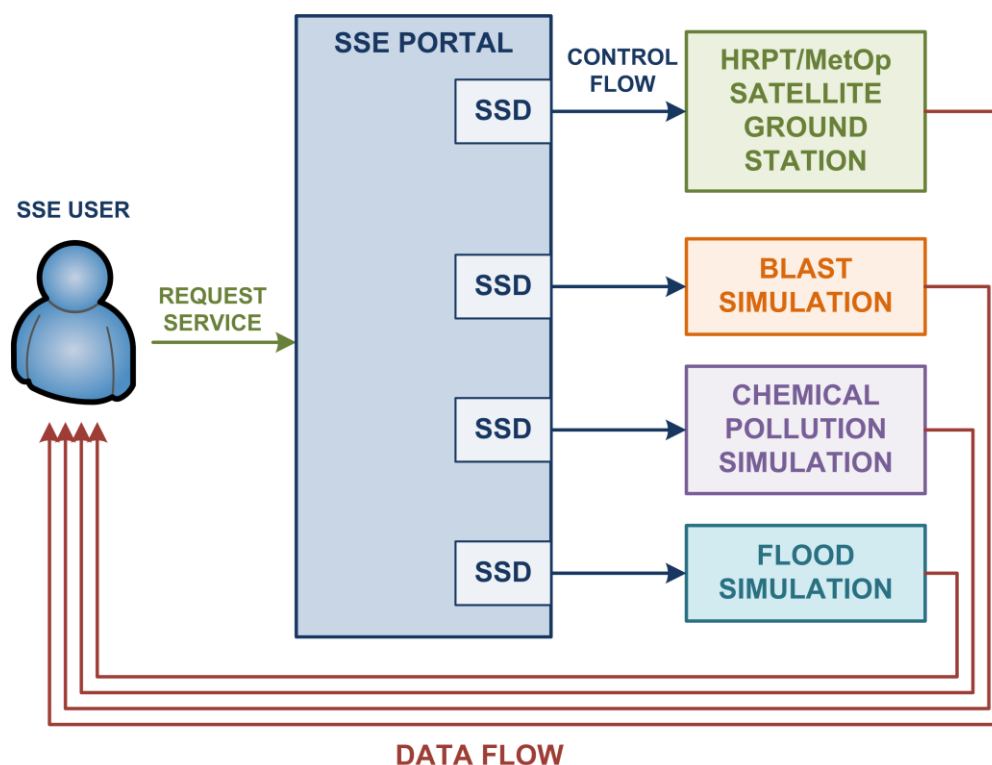 SSE PORTAL
CONTROL
FLOW
SSD
HRPT/MetOp
SATELLITE
GROUND
STATION
SSE USER
REQUEST
SERVICE
SSD
BLAST
SIMULATION
SSD
CHEMICAL
POLLUTION
SIMULATION
SSD
FLOOD
SIMULATION
DATA FLOW